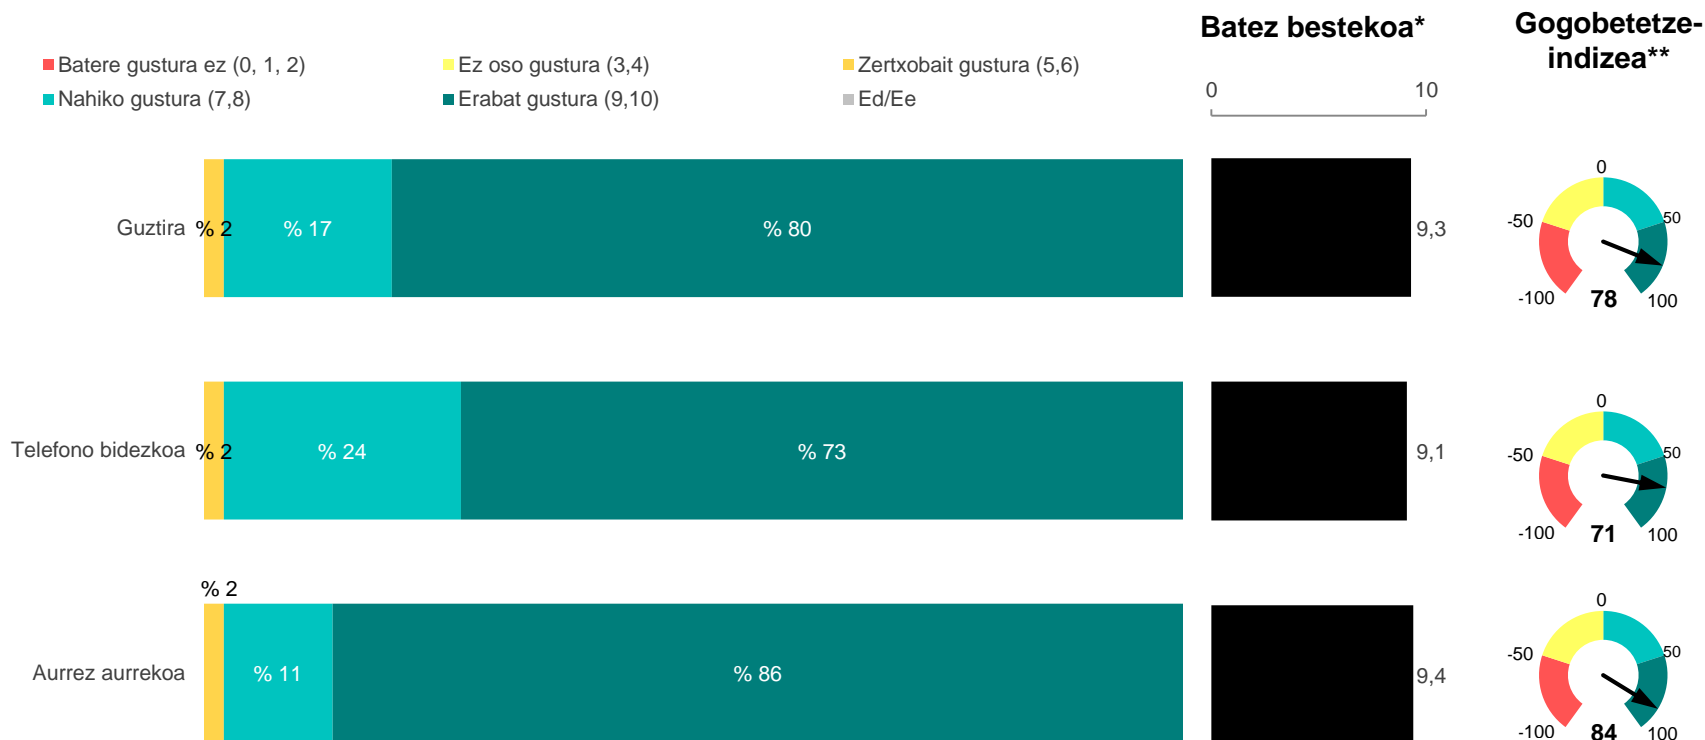 Batez bestekoa*
Gogobetetze-
indizea**
Batere gustura ez (0, 1, 2)
Ez oso gustura (3,4)
Zertxobait gustura (5,6)
Nahiko gustura (7,8)
Erabat gustura (9,10)
Ed/Ee
0
10
Guztira
% 2
% 17
% 80
9,3
0
-50
50
-100
78
100
Telefono bidezkoa
% 2
% 24
% 73
9,1
0
-50
50
-100
71
100
Aurrez aurrekoa
% 2
% 11
% 86
9,4
0
-50
50
-100
84
100